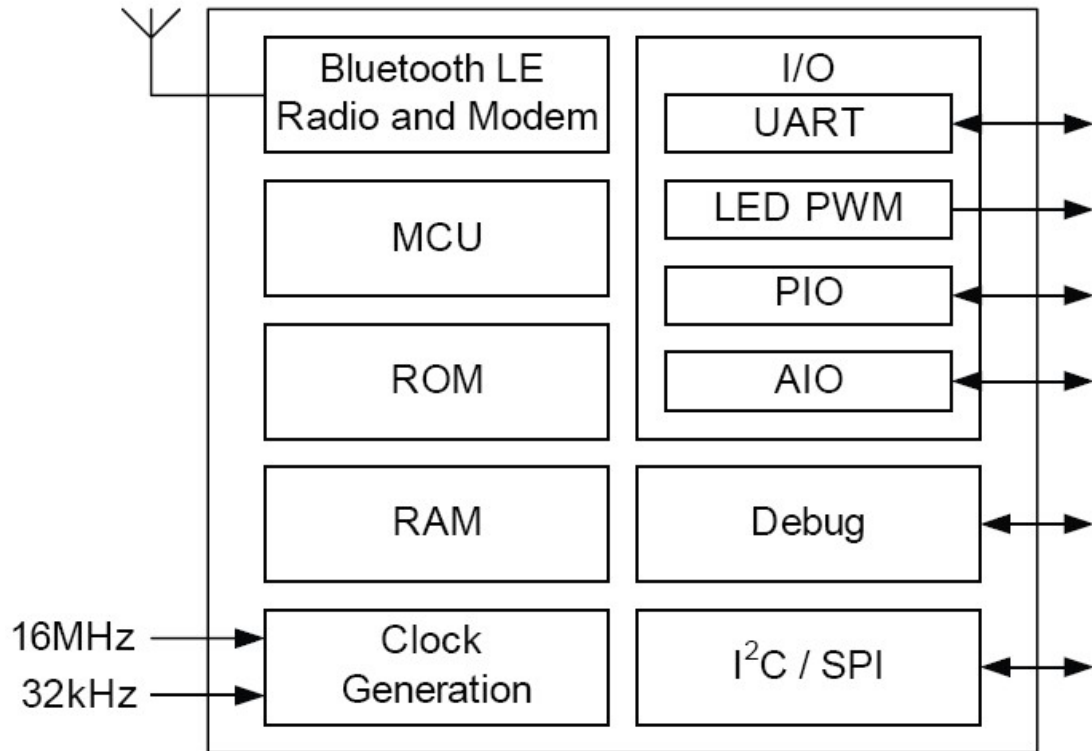 Bluetooth LE
Radio and Modem
MCU
ROM
RAM
16MHz
32kHz
Clock
Generation
I/O
UART
LED PWM
PIO
AIO
Debug
I²C / SPI